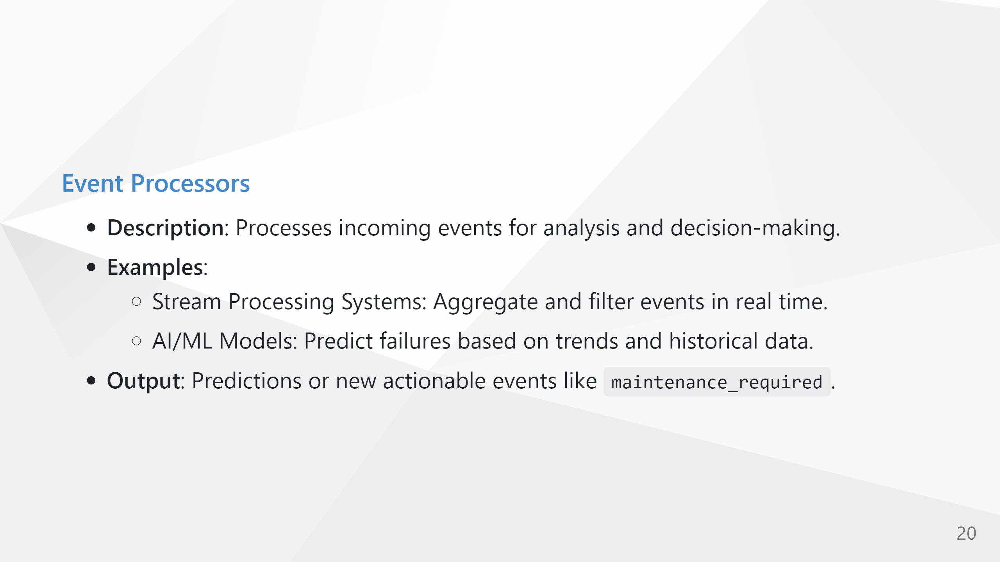 Event Processors
• Description: Processes incoming events for analysis and decision-making.
• Examples:
○ Stream Processing Systems: Aggregate and filter events in real time.
○ AI/ML Models: Predict failures based on trends and historical data.
• Output: Predictions or new actionable events like maintenance_required.
20